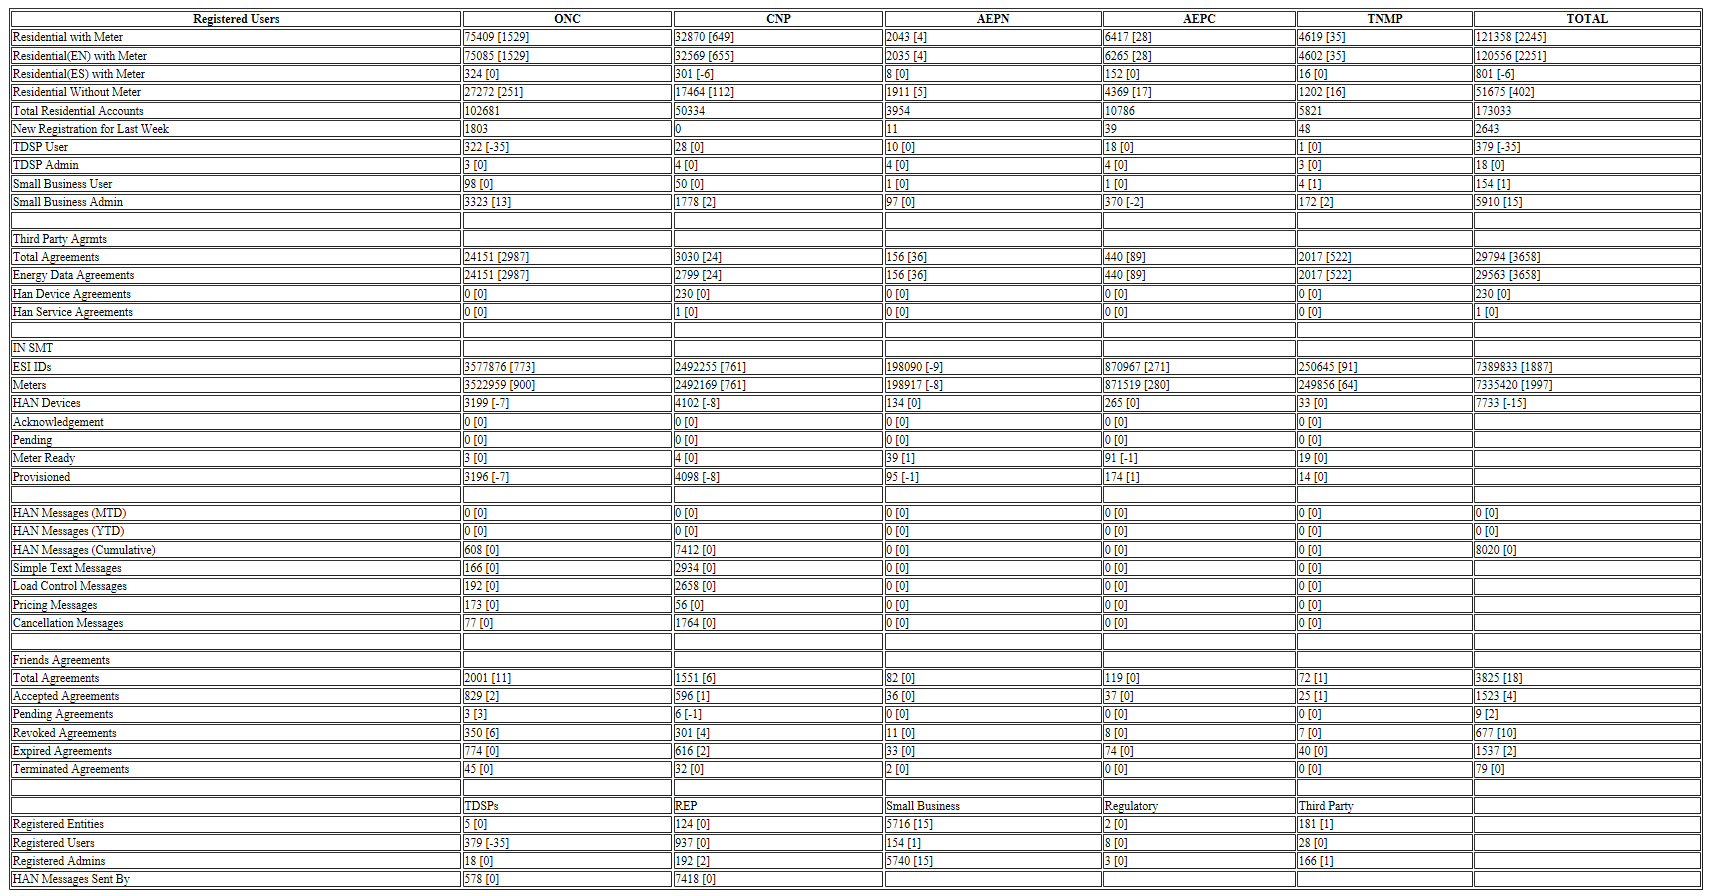 Registered Users ONC CNP AEPN AEPC TNMP TOTAL
Residential with Meter 75409 [1529] 32870 [649] 2043 [4] 6417 [28] 4619 [35] 121358 [2245]
Residential(EN) with Meter 75085 [1529] 32569 [655] 2035 [4] 6265 [28] 4602 [35] 120556 [2251]
Residential(ES) with Meter 324 [0] 301 [-6] 8 [0] 152 [0] 16 [0] 801 [-6]
Residential Without Meter 27272 [251] 17464 [112] 1911 [5] 4369 [17] 1202 [16] 51675 [402]
Total Residential Accounts 102681 50334 3954 10786 5821 173033
New Registration for Last Week 1803 0 11 39 48 2643
TDSP User 322 [-35] 28 [0] 10 [0] 18 [0] 1 [0] 379 [-35]
TDSP Admin 3 [0] 4 [0] 4 [0] 4 [0] 3 [0] 18 [0]
Small Business User 98 [0] 50 [0] 1 [0] 1 [0] 4 [1] 154 [1]
Small Business Admin 3323 [13] 1778 [2] 97 [0] 370 [-2] 172 [2] 5910 [15]
Third Party Agrmts
Total Agreements 24151 [2987] 3030 [24] 156 [36] 440 [89] 2017 [522] 29794 [3658]
Energy Data Agreements 24151 [2987] 2799 [24] 156 [36] 440 [89] 2017 [522] 29563 [3658]
Han Device Agreements 0 [0] 230 [0] 0 [0] 0 [0] 0 [0] 230 [0]
Han Service Agreements 0 [0] 1 [0] 0 [0] 0 [0] 0 [0] 1 [0]
IN SMT
ESI IDs 3577876 [773] 2492255 [761] 198090 [-9] 870967 [271] 250645 [91] 7389833 [1887]
Meters 3522959 [900] 2492169 [761] 198917 [-8] 871519 [280] 249856 [64] 7335420 [1997]
HAN Devices 3199 [-7] 4102 [-8] 134 [0] 265 [0] 33 [0] 7733 [-15]
Acknowledgement 0 [0] 0 [0] 0 [0] 0 [0] 0 [0]
Pending 0 [0] 0 [0] 0 [0] 0 [0] 0 [0]
Meter Ready 3 [0] 4 [0] 39 [1] 91 [-1] 19 [0]
Provisioned 3196 [-7] 4098 [-8] 95 [-1] 174 [1] 14 [0]
HAN Messages (MTD) 0 [0] 0 [0] 0 [0] 0 [0] 0 [0] 0 [0]
HAN Messages (YTD) 0 [0] 0 [0] 0 [0] 0 [0] 0 [0] 0 [0]
HAN Messages (Cumulative) 608 [0] 7412 [0] 0 [0] 0 [0] 0 [0] 8020 [0]
Simple Text Messages 166 [0] 2934 [0] 0 [0] 0 [0] 0 [0]
Load Control Messages 192 [0] 2658 [0] 0 [0] 0 [0] 0 [0]
Pricing Messages 173 [0] 56 [0] 0 [0] 0 [0] 0 [0]
Cancellation Messages 77 [0] 1764 [0] 0 [0] 0 [0] 0 [0]
Friends Agreements
Total Agreements 2001 [11] 1551 [6] 82 [0] 119 [0] 72 [1] 3825 [18]
Accepted Agreements 829 [2] 596 [1] 36 [0] 37 [0] 25 [1] 1523 [4]
Pending Agreements 3 [3] 6 [-1] 0 [0] 0 [0] 0 [0] 9 [2]
Revoked Agreements 350 [6] 301 [4] 11 [0] 8 [0] 7 [0] 677 [10]
Expired Agreements 774 [0] 616 [2] 33 [0] 74 [0] 40 [0] 1537 [2]
Terminated Agreements 45 [0] 32 [0] 2 [0] 0 [0] 0 [0] 79 [0]
TDSPs REP Small Business Regulatory Third Party
Registered Entities 5 [0] 124 [0] 5716 [15] 2 [0] 181 [1]
Registered Users 379 [-35] 937 [0] 154 [1] 8 [0] 28 [0]
Registered Admins 18 [0] 192 [2] 5740 [15] 3 [0] 166 [1]
HAN Messages Sent By 578 [0] 7418 [0]